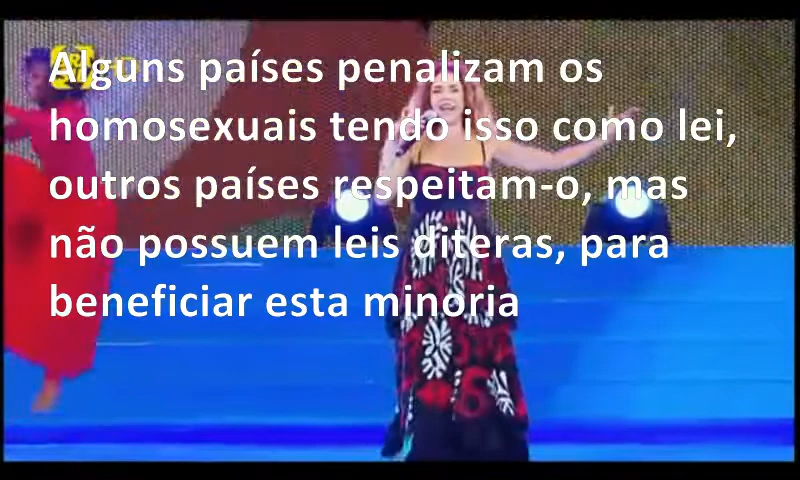 Alguns países penalizam os
homosexuais tendo isso como lei,
outros países respeitam-o, mas
não possuem leis diteras, para
beneficiar esta minoria